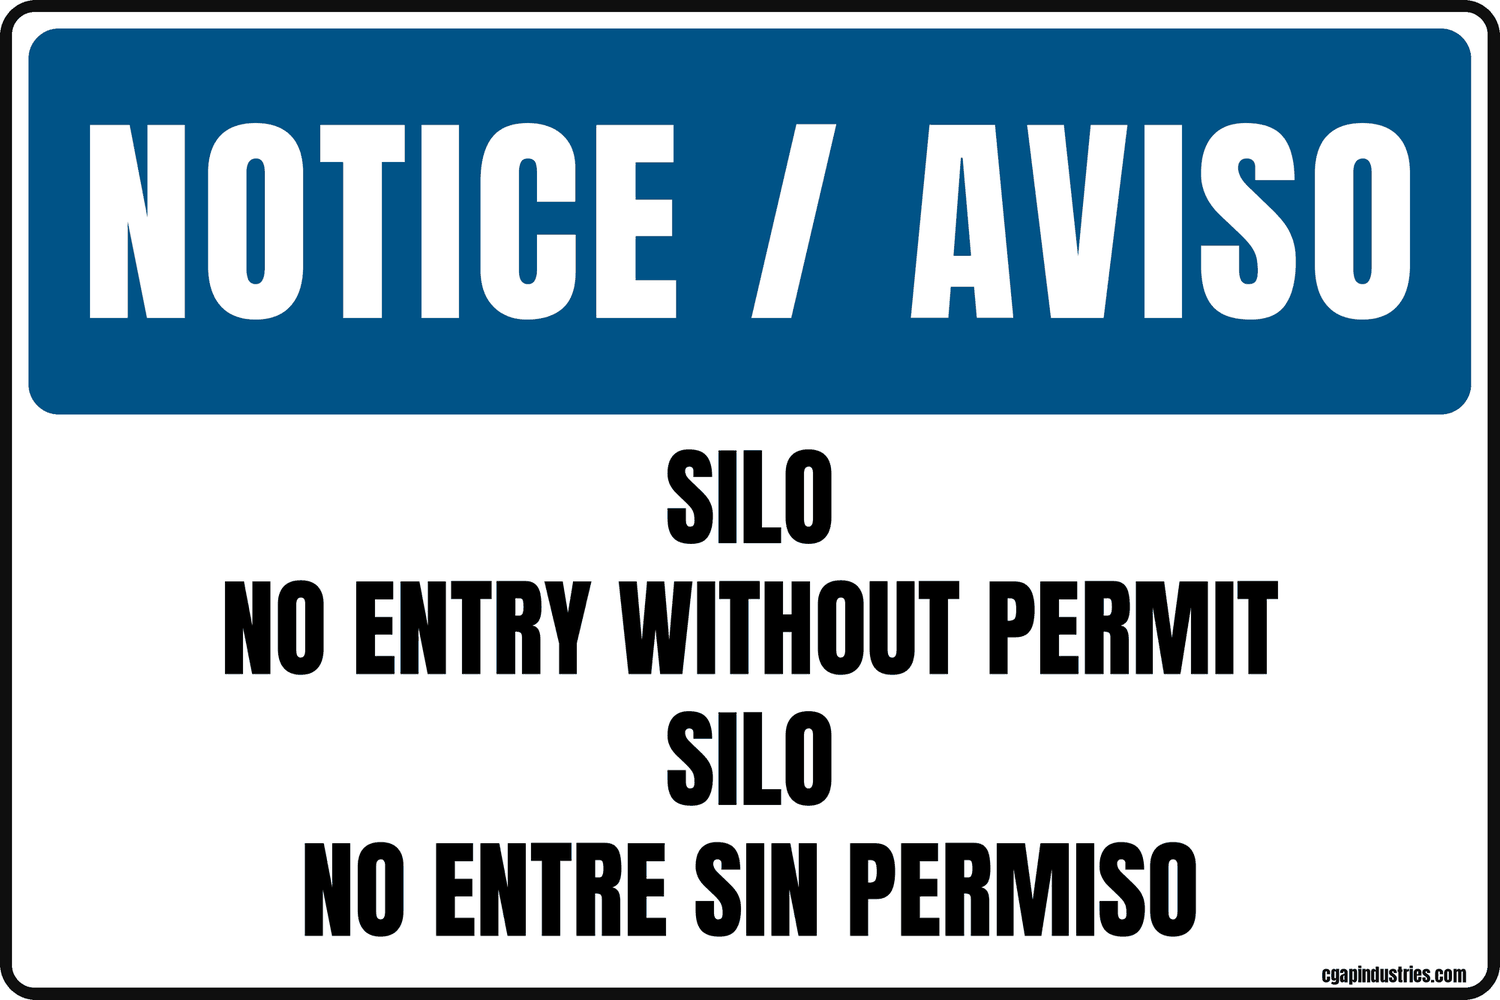 NOTICE / AVISO
SILO
NO ENTRY WITHOUT PERMIT
SILO
NO ENTRE SIN PERMISO
cgapindustries.com